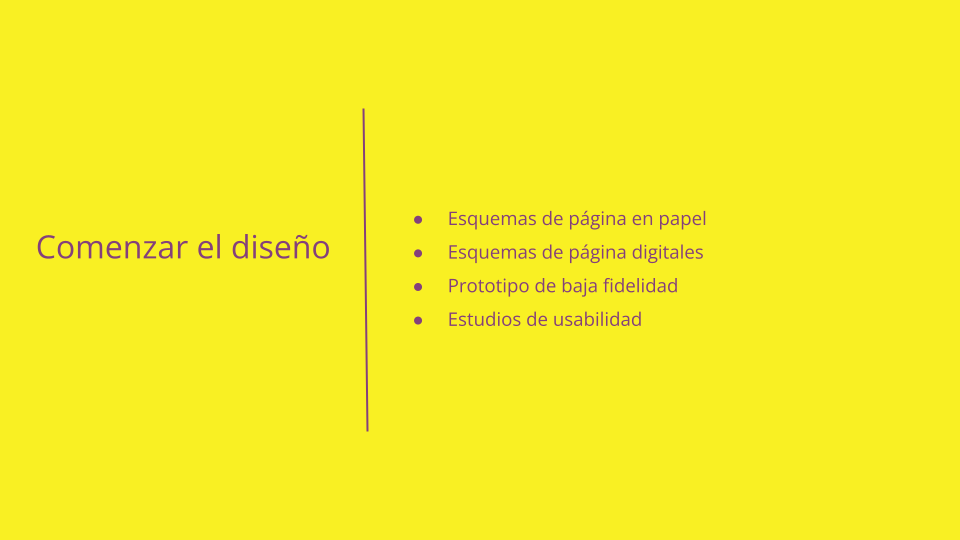 Comenzar el diseño
● Esquemas de página en papel
● Esquemas de página digitales
● Prototipo de baja fidelidad
● Estudios de usabilidad